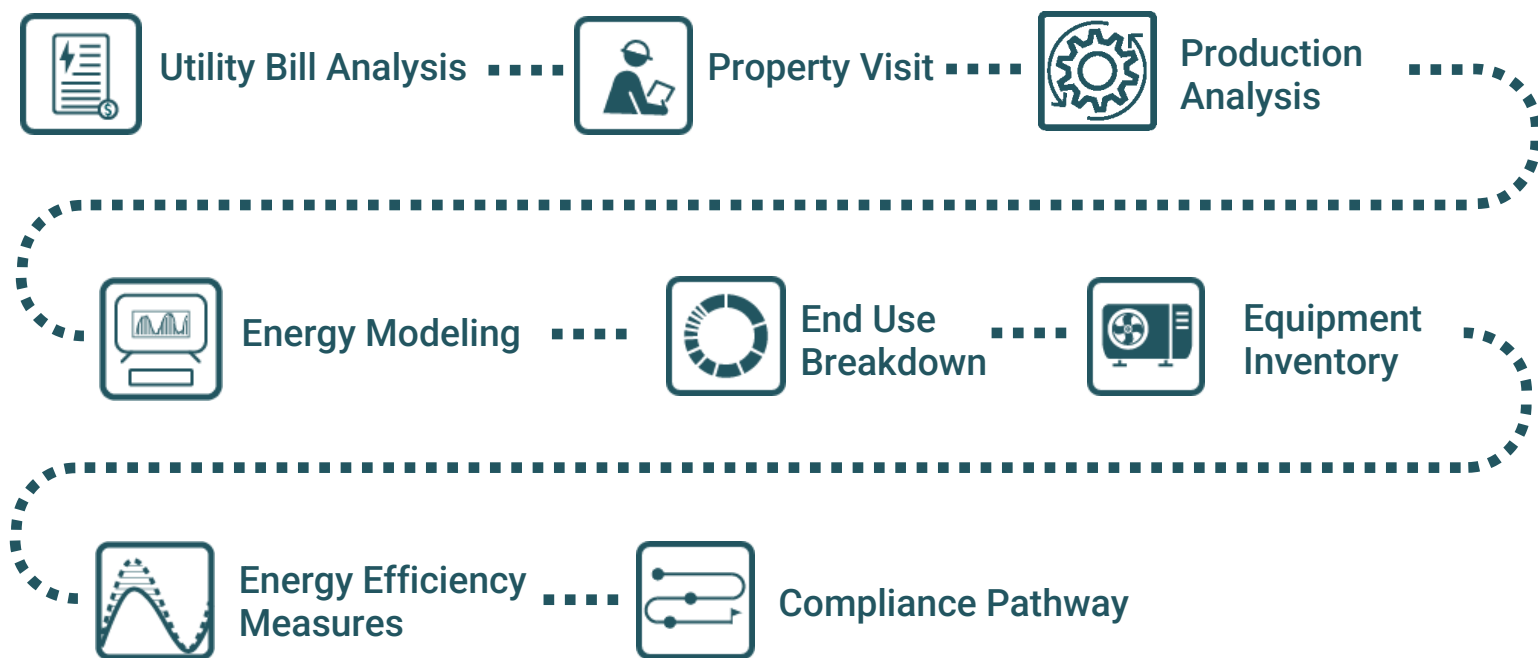 Utility Bill Analysis
Property Visit
Production
Analysis
Energy Modeling
End Use
Breakdown
Equipment
Inventory
Energy Efficiency
Measures
Compliance Pathway